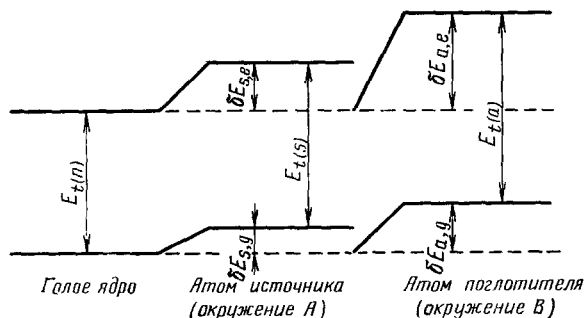 δE_{s,e}
δE_{a,e}
E_{t(n)}
E_{t(s)}
E_{t(a)}
δE_{s,g}
δE_{a,g}
Голое ядро
Атом источника
(окружение А)
Атом поглотителя
(окружение В)